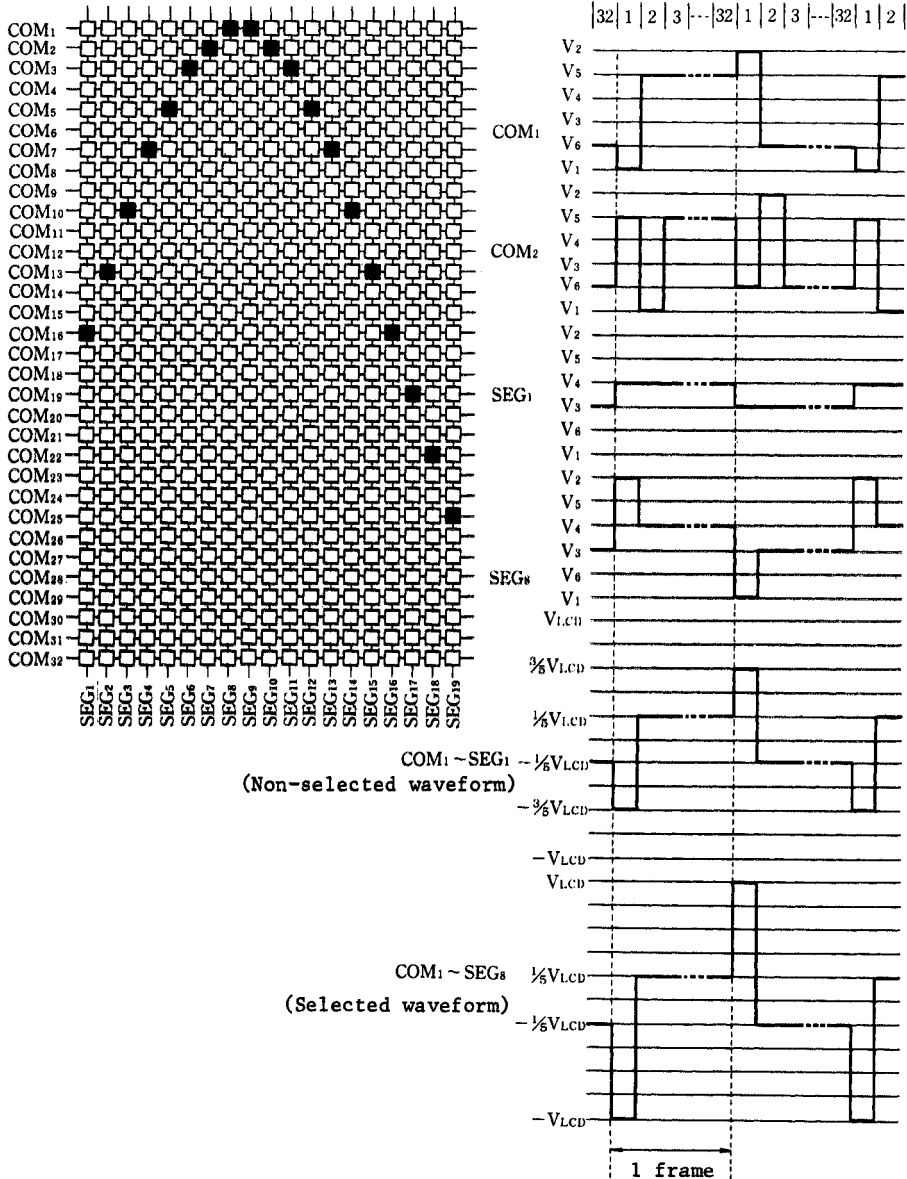 COM₁
COM₂
COM₃
COM₄
COM₅
COM₆
COM₇
COM₈
COM₉
COM₁₀
COM₁₁
COM₁₂
COM₁₃
COM₁₄
COM₁₅
COM₁₆
COM₁₇
COM₁₈
COM₁₉
COM₂₀
COM₂₁
COM₂₂
COM₂₃
COM₂₄
COM₂₅
COM₂₆
COM₂₇
COM₂₈
COM₂₉
COM₃₀
COM₃₁
COM₃₂
SEG₁ SEG₂ SEG₃ SEG₄ SEG₅ SEG₆ SEG₇ SEG₈ SEG₉ SEG₁₀ SEG₁₁ SEG₁₂ SEG₁₃ SEG₁₄ SEG₁₅ SEG₁₆ SEG₁₇ SEG₁₈ SEG₁₉
32 1 2 3 --- 32 1 2 3 --- 32 1 2
COM₁
V₂
V₅
V₄
V₃
V₆
V₁
COM₂
V₂
V₅
V₄
V₃
V₆
V₁
SEG₁
V₂
V₅
V₄
V₃
V₆
V₁
SEG₈
V₂
V₅
V₄
V₃
V₆
V₁
COM₁~SEG₁
(Non-selected waveform)
VLCD
⅗VLCD
⅕VLCD
-⅕VLCD
-⅗VLCD
-VLCD
COM₁~SEG₈
(Selected waveform)
VLCD
⅕VLCD
-⅕VLCD
-VLCD
1 frame